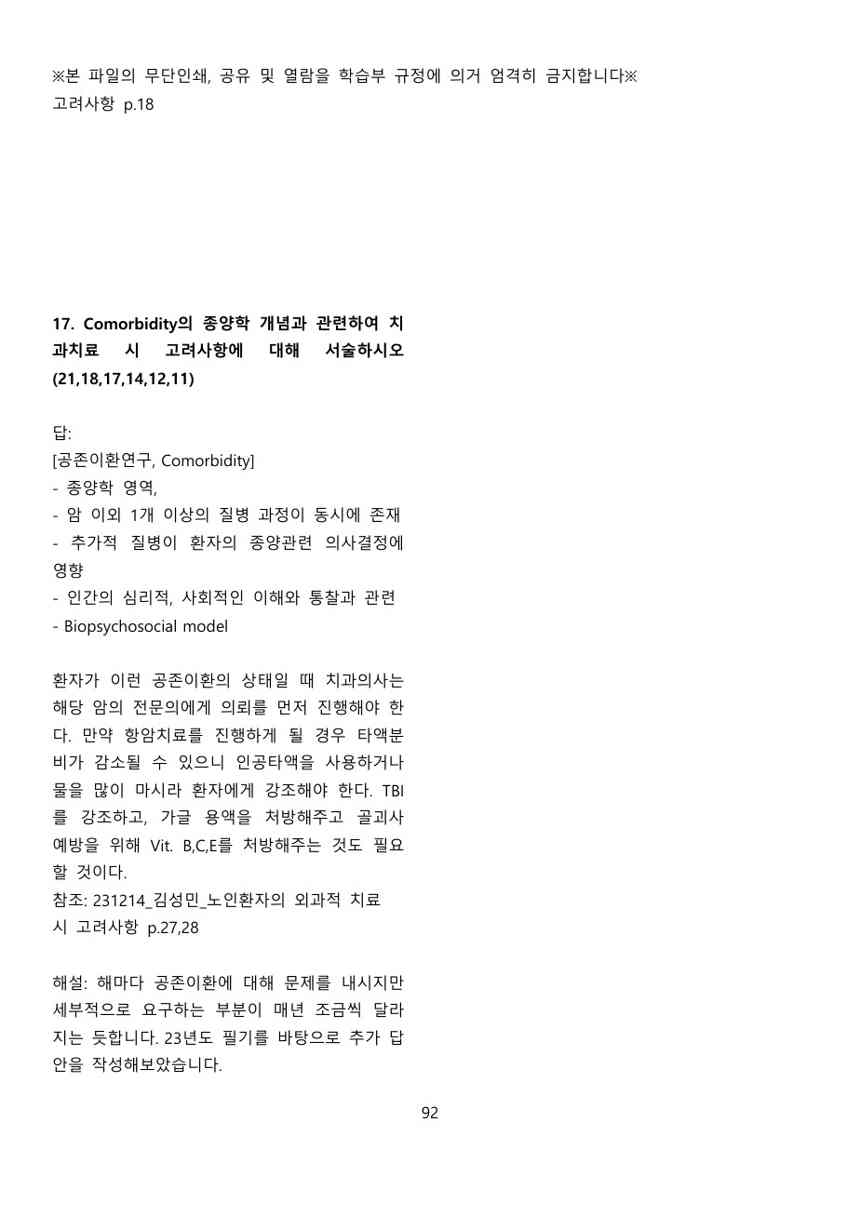 ※본 파일의 무단인쇄, 공유 및 열람을 학습부 규정에 의거 엄격히 금지합니다※
고려사항 p.18
17. Comorbidity의 종양학 개념과 관련하여 치
과치료 시 고려사항에 대해 서술하시오
(21,18,17,14,12,11)
답:
[공존이환연구, Comorbidity]
- 종양학 영역,
- 암 이외 1개 이상의 질병 과정이 동시에 존재
- 추가적 질병이 환자의 종양관련 의사결정에
영향
- 인간의 심리적, 사회적인 이해와 통찰과 관련
- Biopsychosocial model
환자가 이런 공존이환의 상태일 때 치과의사는
해당 암의 전문의에게 의뢰를 먼저 진행해야 한
다. 만약 항암치료를 진행하게 될 경우 타액분
비가 감소될 수 있으니 인공타액을 사용하거나
물을 많이 마시라 환자에게 강조해야 한다. TBI
를 강조하고, 가글 용액을 처방해주고 골괴사
예방을 위해 Vit. B,C,E를 처방해주는 것도 필요
할 것이다.
참조: 231214_김성민_노인환자의 외과적 치료
시 고려사항 p.27,28
해설: 해마다 공존이환에 대해 문제를 내시지만
세부적으로 요구하는 부분이 매년 조금씩 달라
지는 듯합니다. 23년도 필기를 바탕으로 추가 답
안을 작성해보았습니다.
92